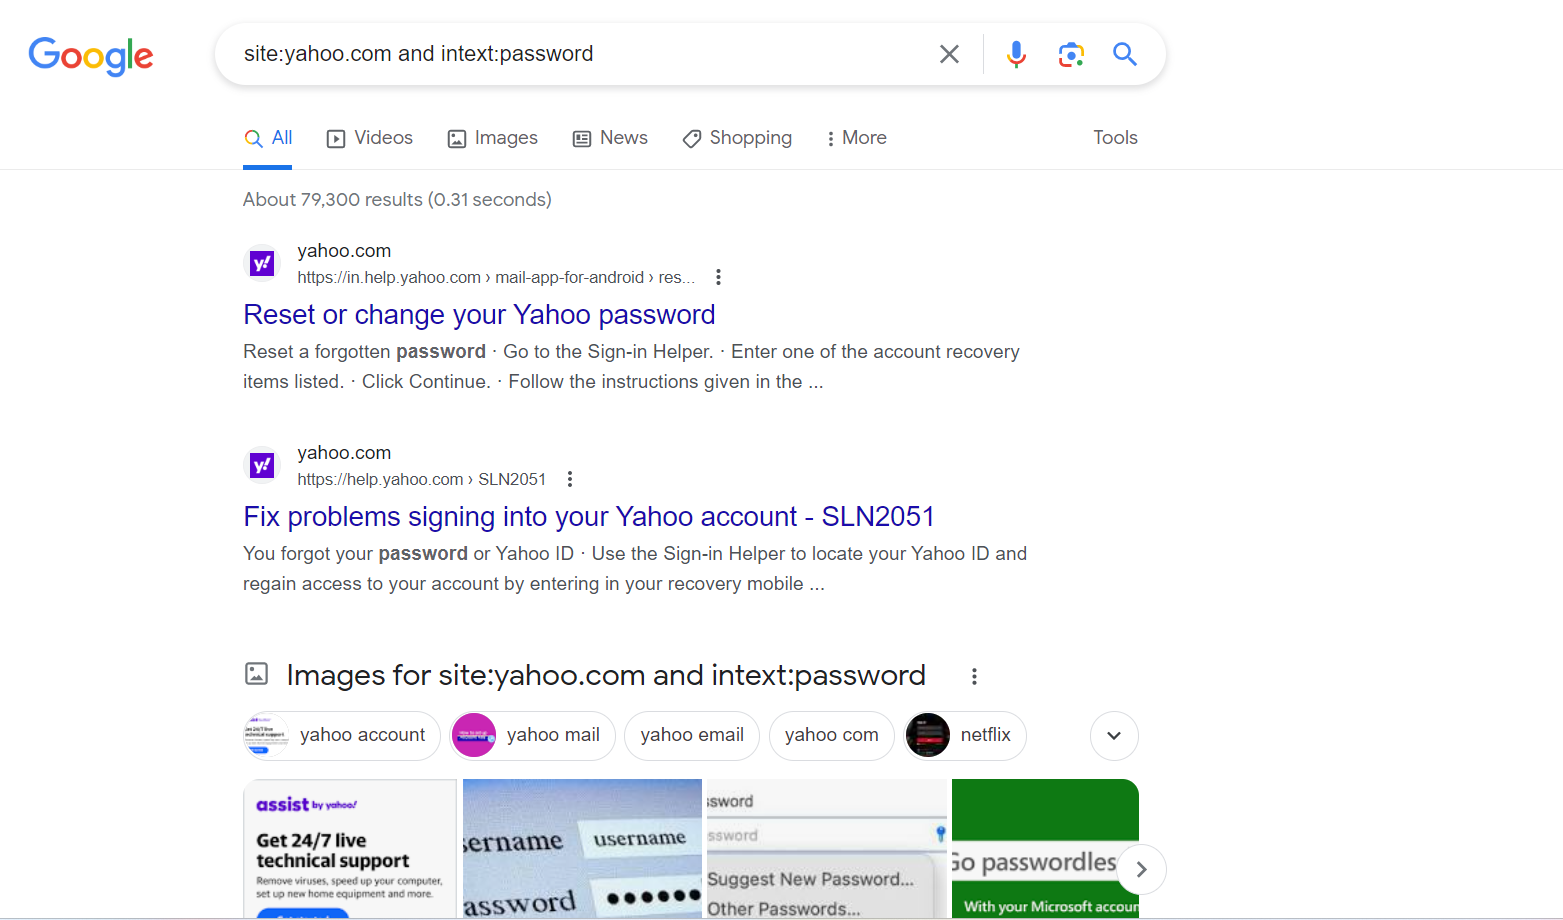 Google
site:yahoo.com and intext:password
All
Videos
Images
News
Shopping
More
Tools
About 79,300 results (0.31 seconds)
y!
yahoo.com
https://in.help.yahoo.com › mail-app-for-android › res...
Reset or change your Yahoo password
Reset a forgotten password · Go to the Sign-in Helper. · Enter one of the account recovery
items listed. · Click Continue. · Follow the instructions given in the ...
y!
yahoo.com
https://help.yahoo.com › SLN2051
Fix problems signing into your Yahoo account - SLN2051
You forgot your password or Yahoo ID · Use the Sign-in Helper to locate your Yahoo ID and
regain access to your account by entering in your recovery mobile ...
Images for site:yahoo.com and intext:password
yahoo account
yahoo mail
yahoo email
yahoo com
netflix
assist by yahoo!
Get 24/7 live
technical support
Remove viruses, speed up your computer,
set up new home equipment and more.
sername
username
assword
ssword
ssword
Suggest New Password...
Other Passwords...
Go passwordles
With your Microsoft accoun